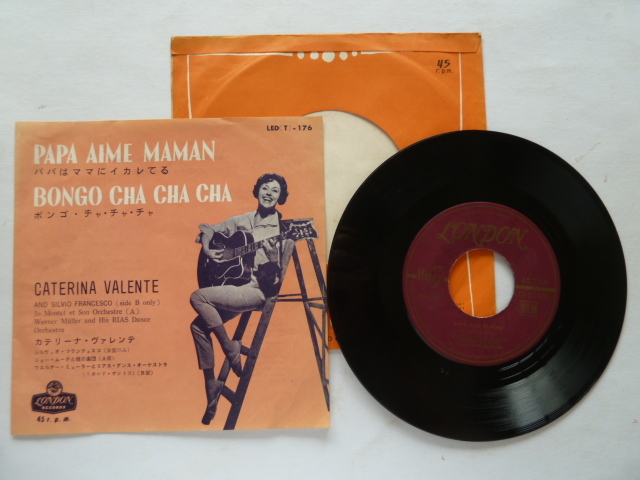 45
r.p.m.
LED(T)-176
PAPA AIME MAMAN
パパはママにイカレてる
BONGO CHA CHA CHA
ボンゴ・チャ・チャ・チャ
CATERINA VALENTE
AND SILVIO FRANCESCO (side B only)
Jo Moutet et Son Orchestre (A)
Werner Müller and His RIAS Dance
Orchestra
カテリーナ・ヴァレンテ
LONDON
RECORDS
45 r.p.m.
LONDON